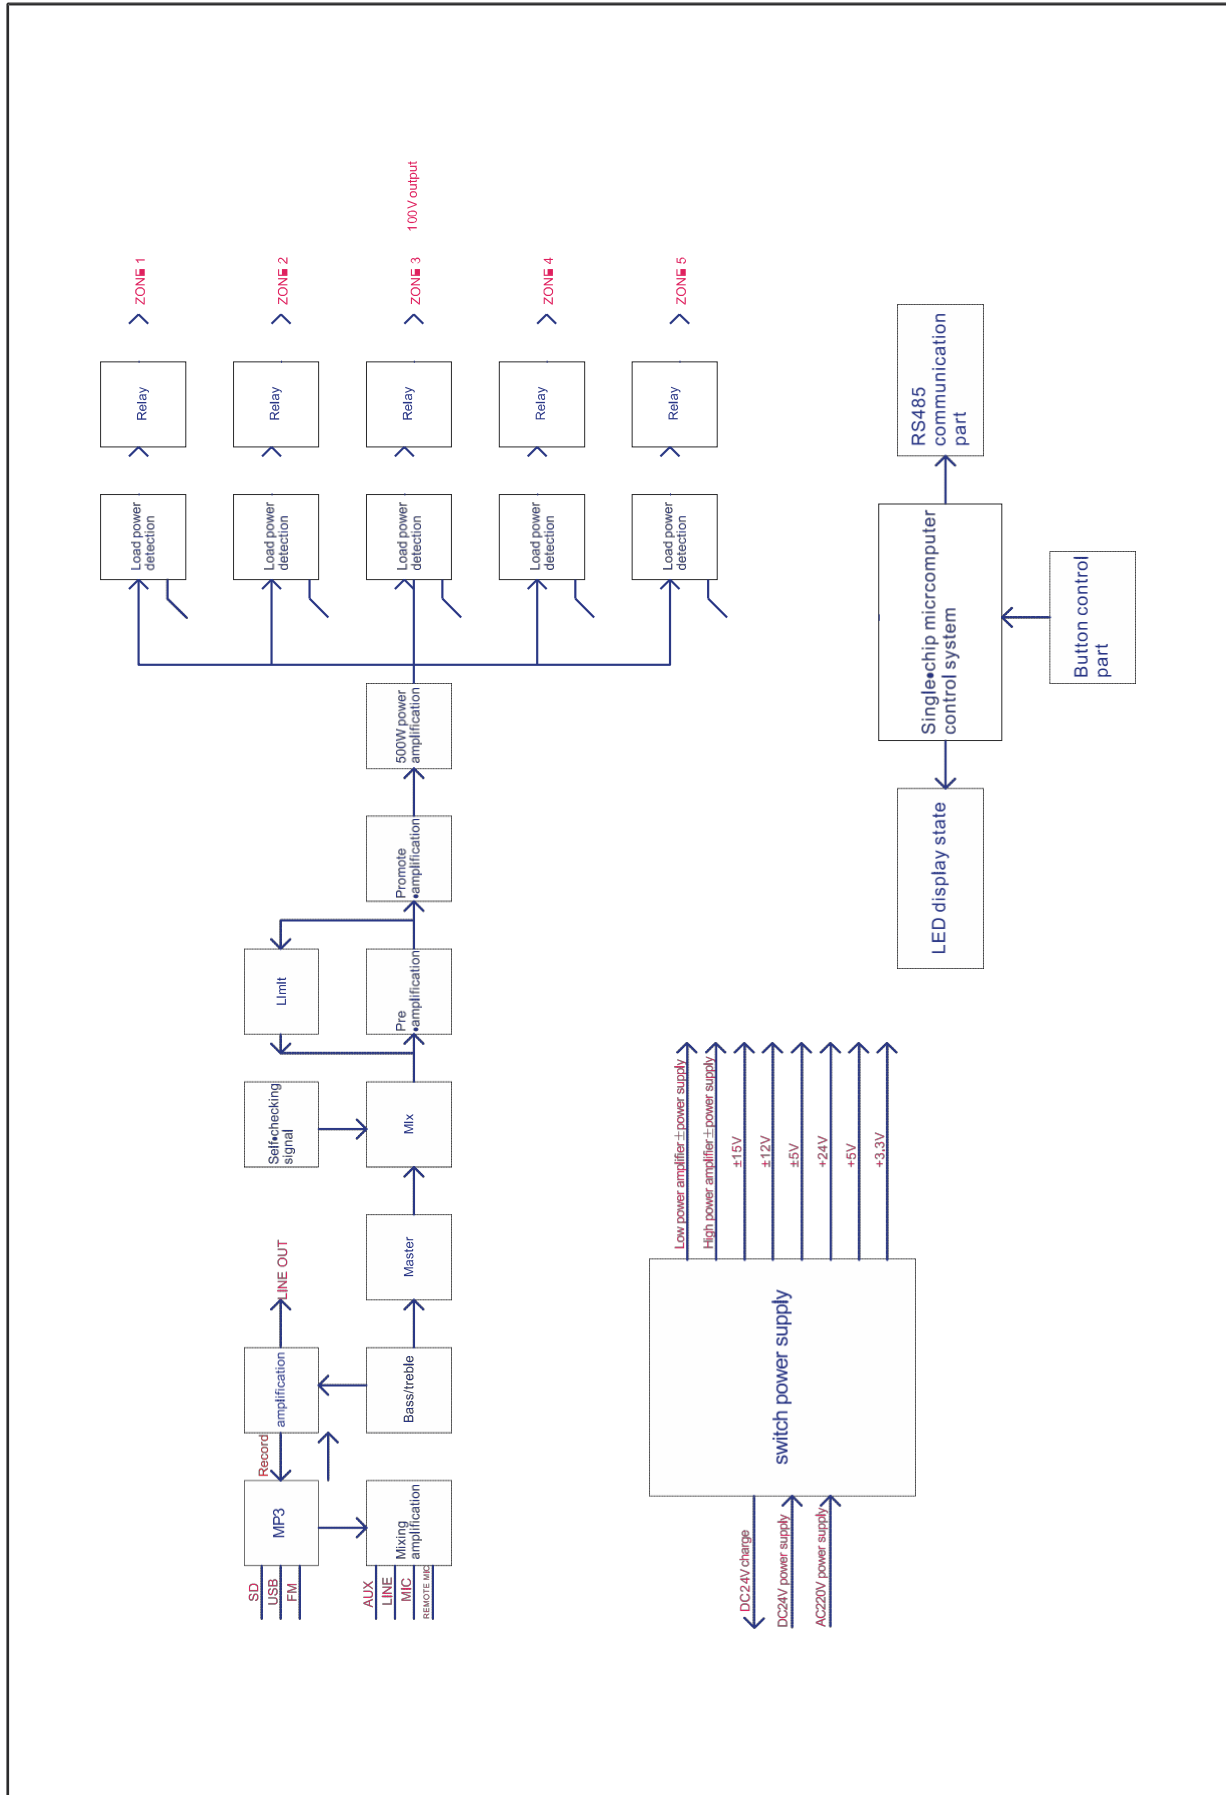 100V output
ZONE 1
ZONE 2
ZONE 3
ZONE 4
ZONE 5
Relay
Relay
Relay
Relay
Relay
Load power
detection
Load power
detection
Load power
detection
Load power
detection
Load power
detection
500W power
amplification
Promote
•amplification
LImIt
Pre
•amplification
Self•checking
signal
MIx
Master
LINE OUT
amplification
Bass/treble
Record
MP3
Mixing
amplification
SD
USB
FM
AUX
LINE
MIC
REMOTE MIC
RS485
communication
part
Single•chip micrcomputer
control system
Button control
part
LED display state
Low power amplifier±power supply
High power amplifier±power supply
±15V
±12V
±5V
+24V
+5V
+3.3V
switch power supply
DC24V charge
DC24V power supply
AC220V power supply